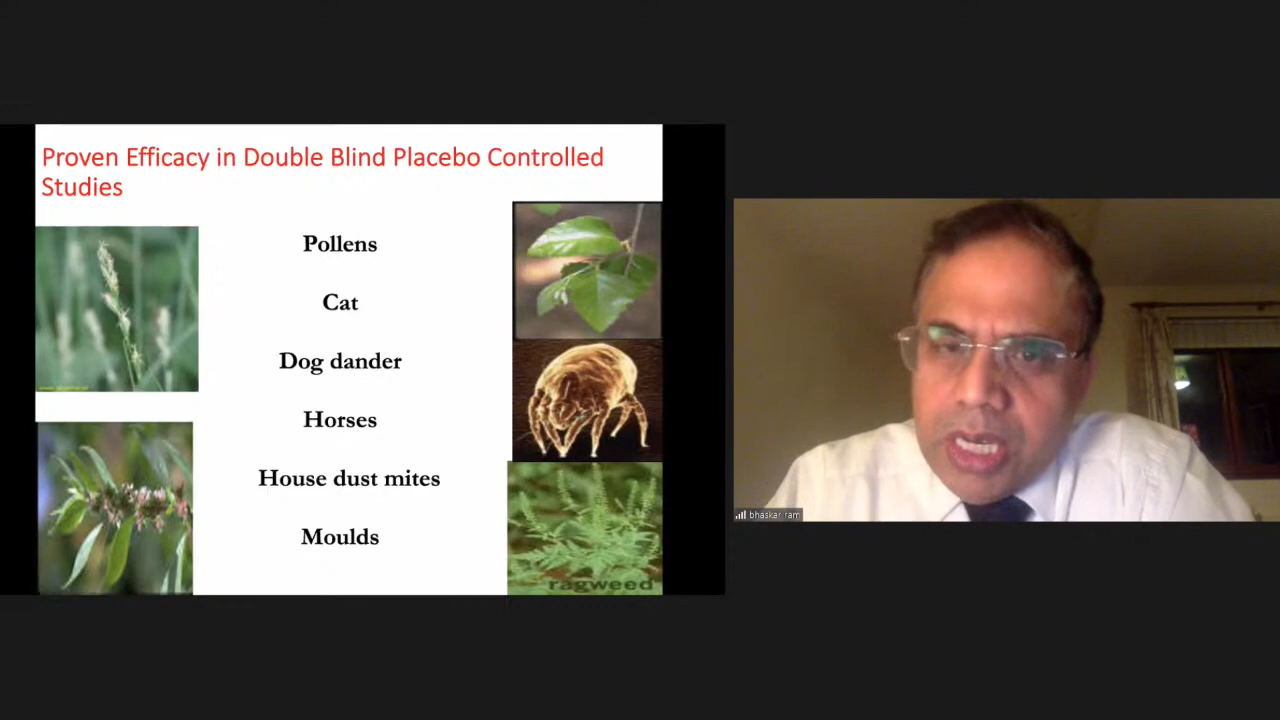 Proven Efficacy in Double Blind Placebo Controlled
Studies
Pollens
Cat
Dog dander
Horses
House dust mites
Moulds
ragweed
bhaskar ram